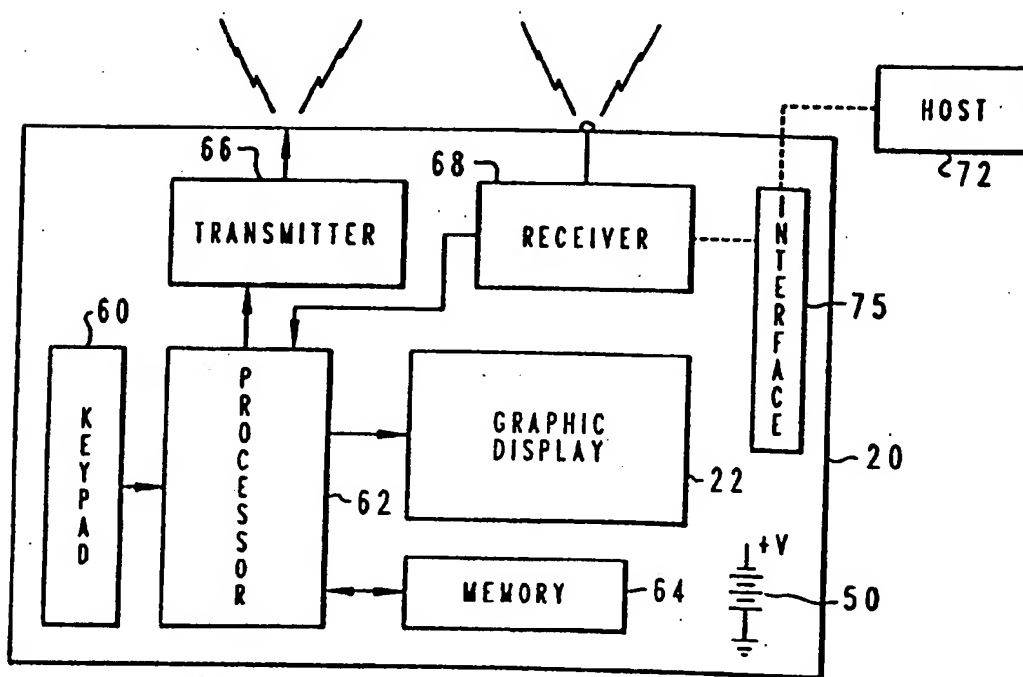 HOST
72
66
TRANSMITTER
68
RECEIVER
INTERFACE
75
60
KEYPAD
PROCESSOR
62
GRAPHIC
DISPLAY
22
20
MEMORY
64
+V
50